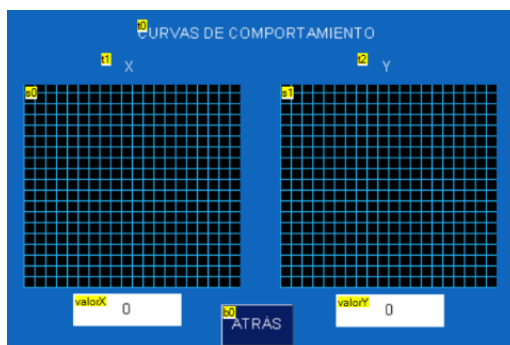 t0
CURVAS DE COMPORTAMIENTO
t1 X
t2 Y
s0
s1
valorX 0
valorY 0
b0
ATRÁS